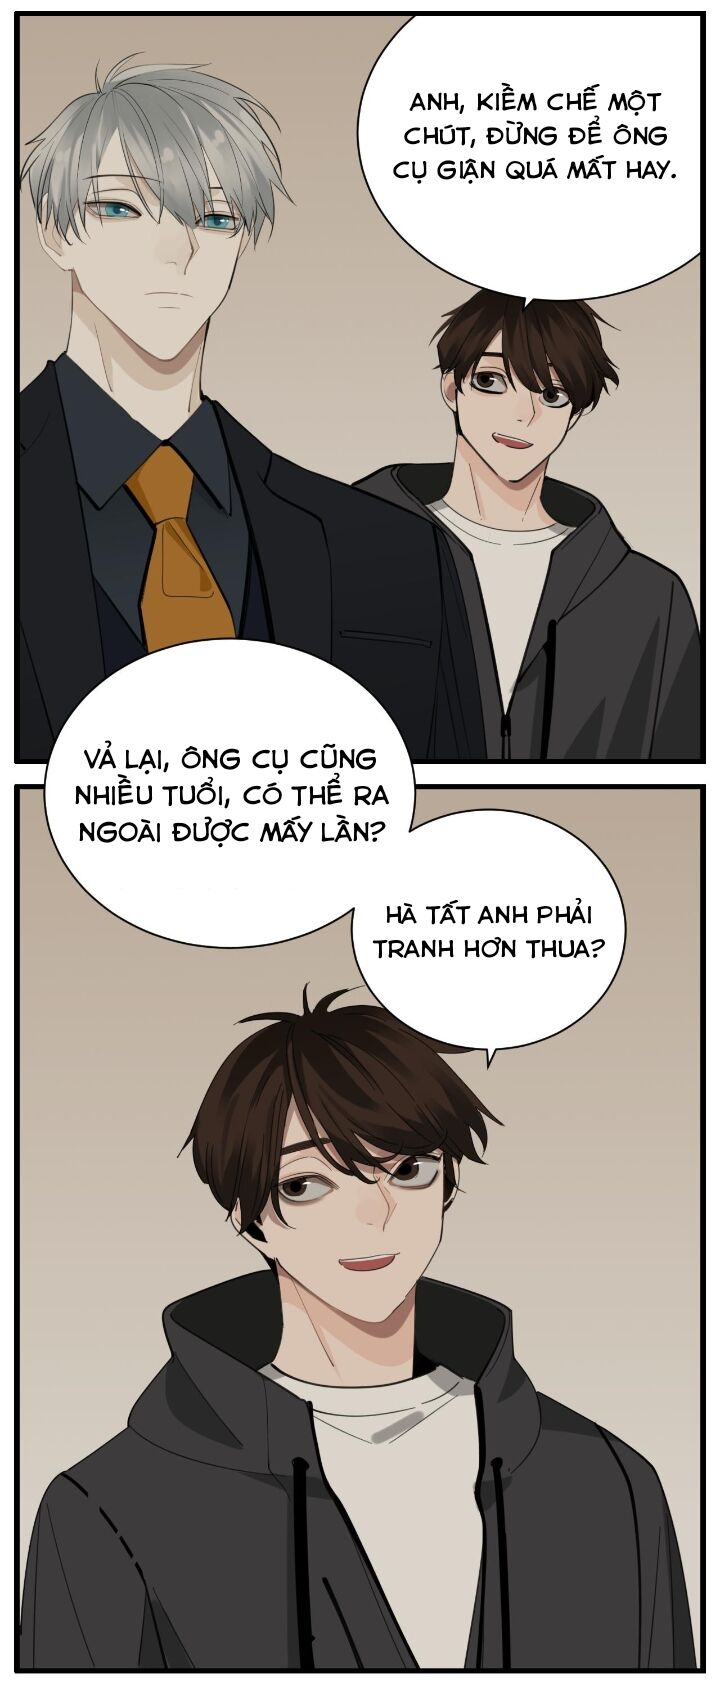 ANH, KIỀM CHẾ MỘT
CHÚT, ĐỪNG ĐỂ ÔNG
CỤ GIẬN QUÁ MẤT HAY.
VẢ LẠI, ÔNG CỤ CŨNG
NHIỀU TUỔI, CÓ THỂ RA
NGOÀI ĐƯỢC MẤY LẦN?
HÀ TẤT ANH PHẢI
TRANH HƠN THUA?